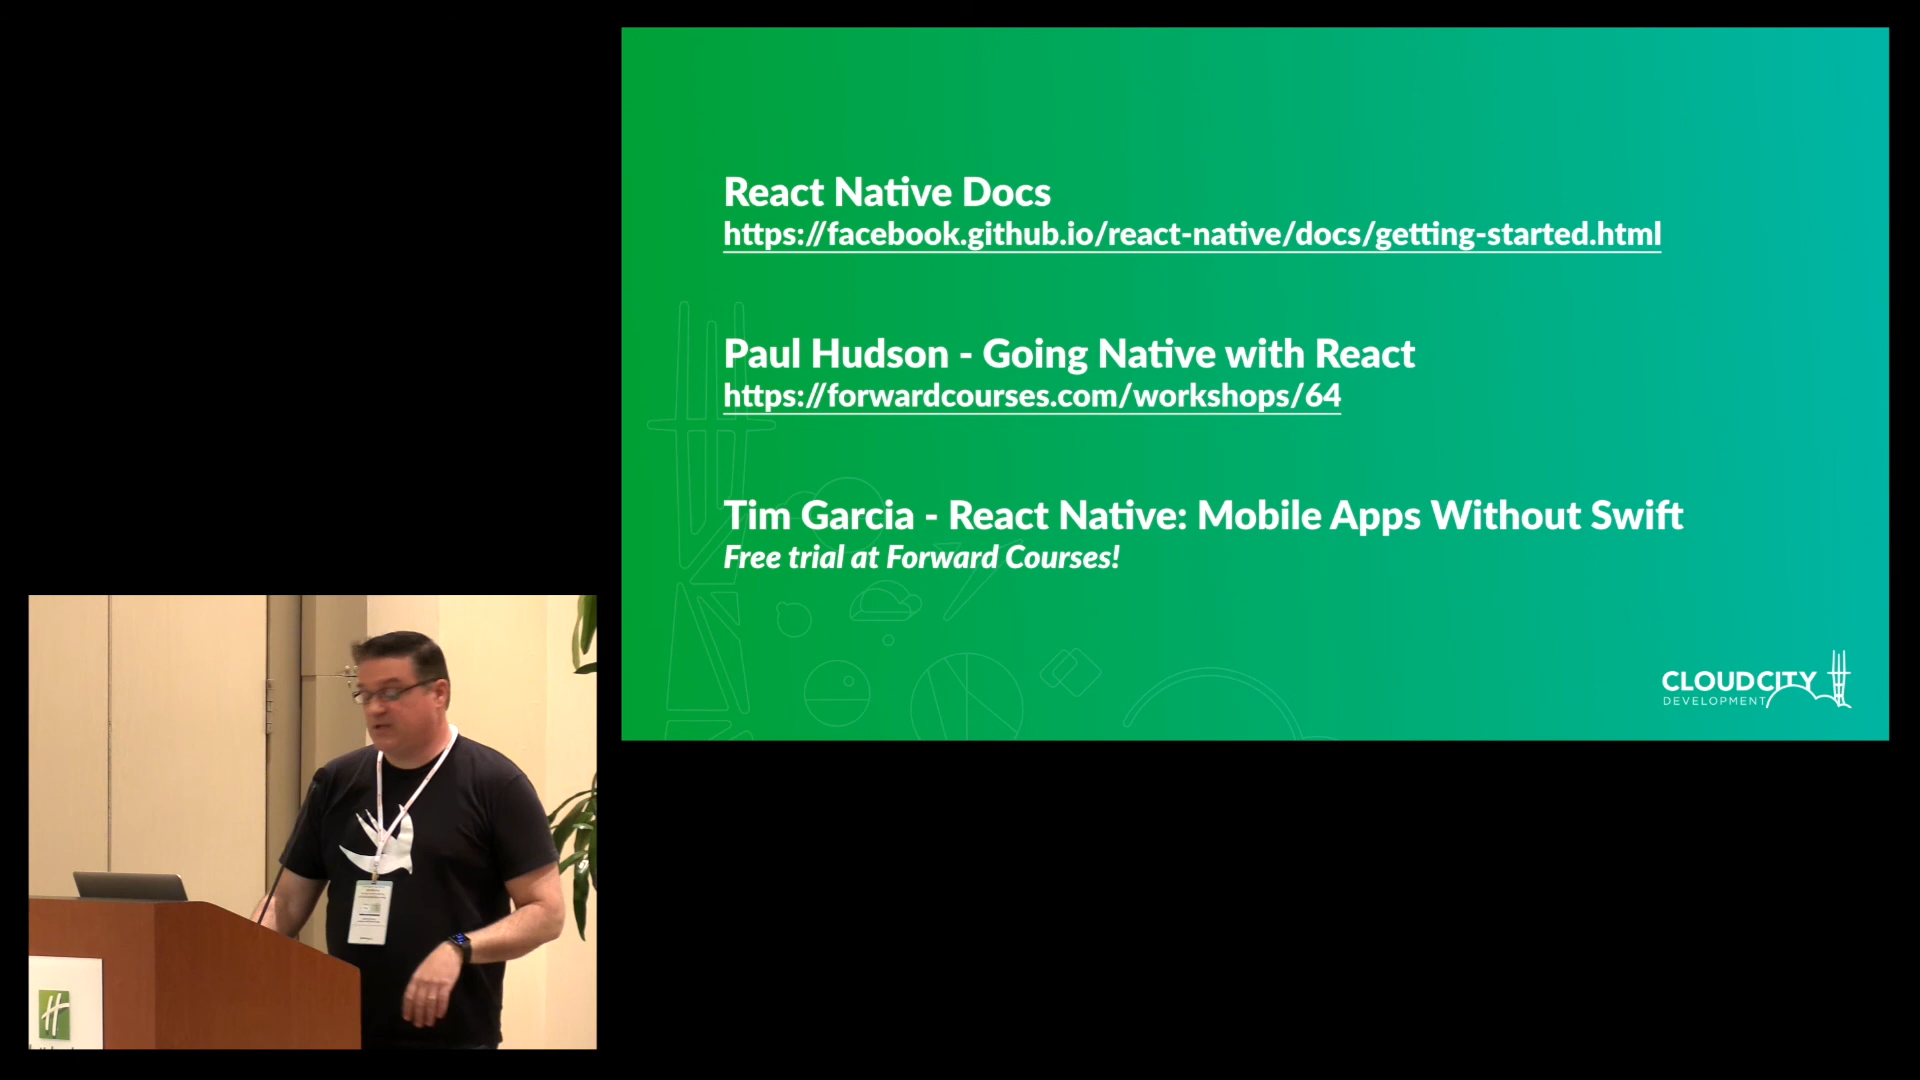 React Native Docs
https://facebook.github.io/react-native/docs/getting-started.html
Paul Hudson - Going Native with React
https://forwardcourses.com/workshops/64
Tim Garcia - React Native: Mobile Apps Without Swift
Free trial at Forward Courses!
CLOUDCITY
DEVELOPMENT
H